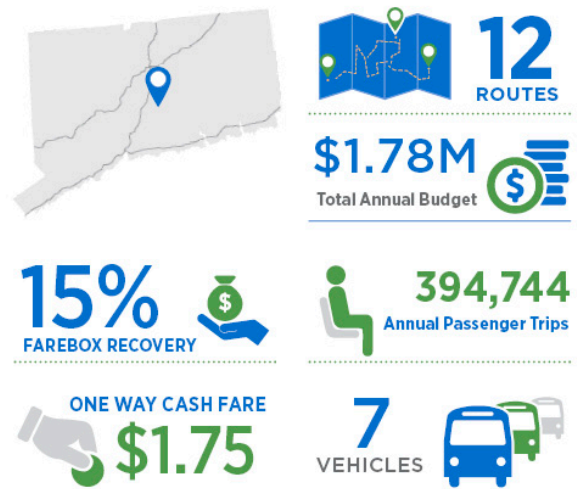 12
ROUTES
$1.78M
Total Annual Budget
$
15%
FAREBOX RECOVERY
$
394,744
Annual Passenger Trips
ONE WAY CASH FARE
$1.75
7
VEHICLES